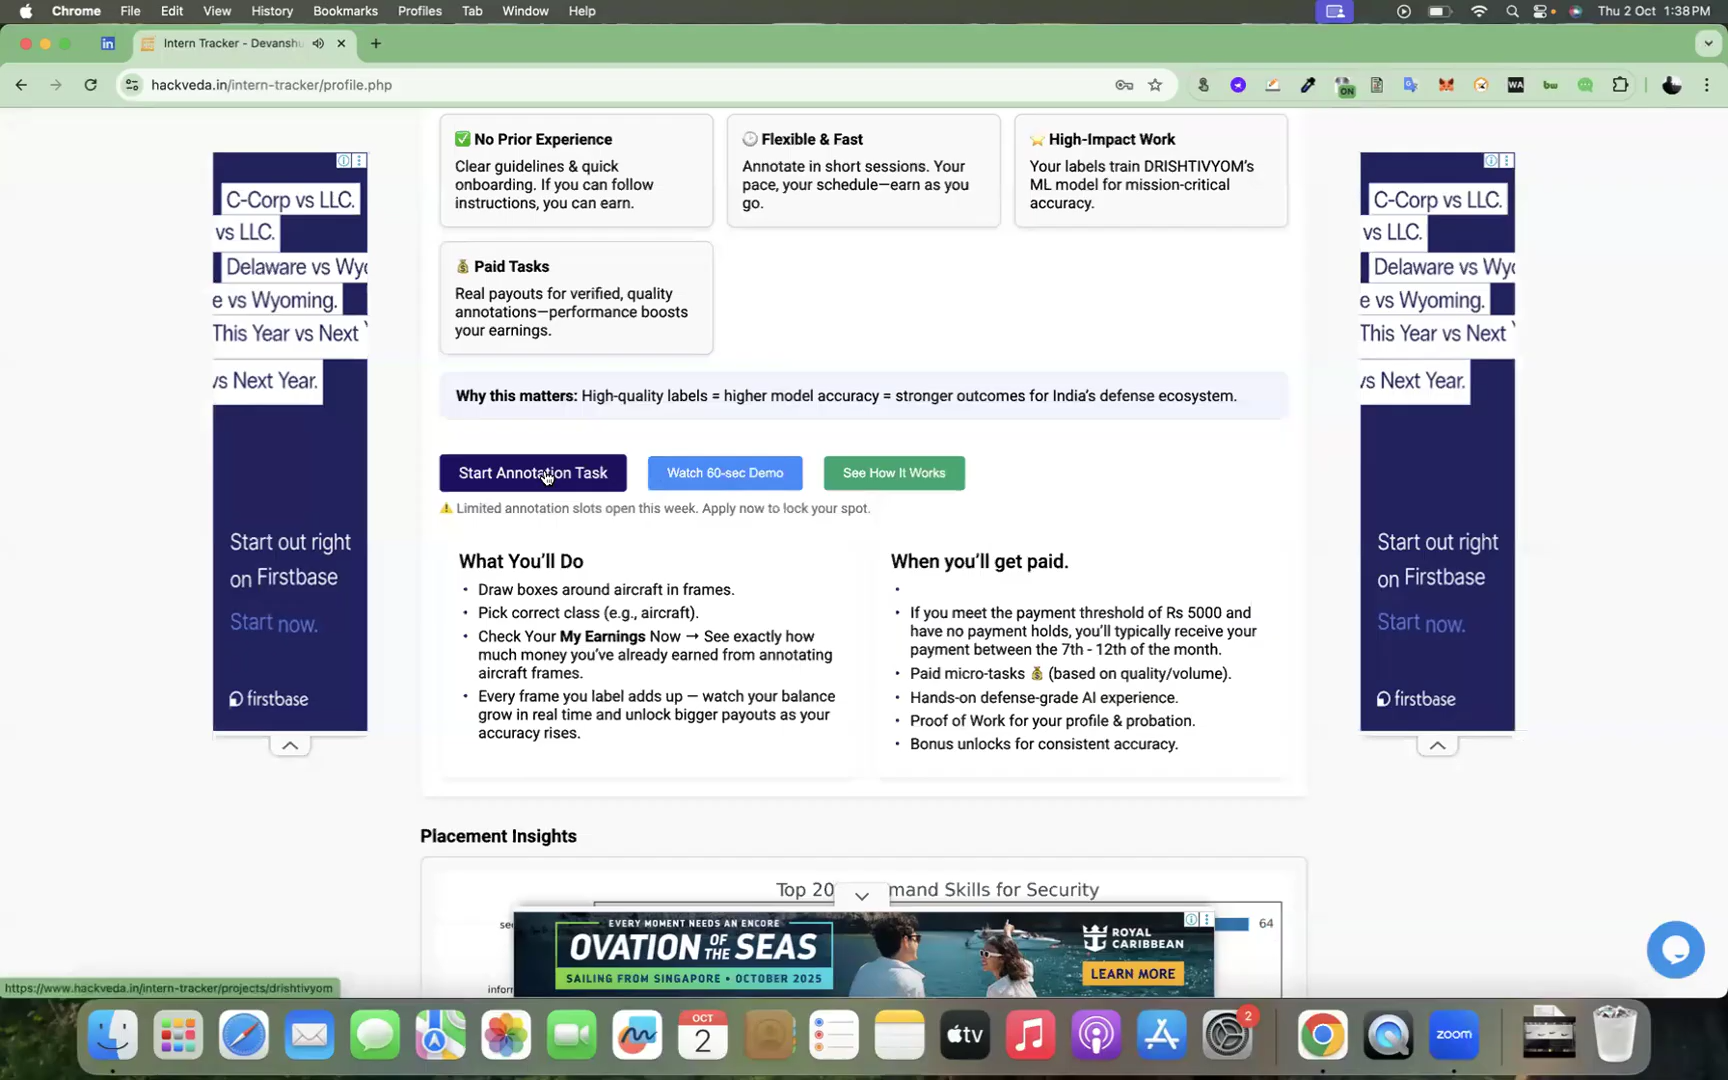 Chrome File Edit View History Bookmarks Profiles Tab Window Help
Thu 2 Oct 1:38 PM
in
Intern Tracker - Devanshu
hackveda.in/intern-tracker/profile.php
ON
WA
bw
✅ No Prior Experience
Clear guidelines & quick
onboarding. If you can follow
instructions, you can earn.
🕒 Flexible & Fast
Annotate in short sessions. Your
pace, your schedule—earn as you
go.
⭐ High-Impact Work
Your labels train DRISHTIVYOM’s
ML model for mission-critical
accuracy.
💰 Paid Tasks
Real payouts for verified, quality
annotations—performance boosts
your earnings.
Why this matters: High-quality labels = higher model accuracy = stronger outcomes for India’s defense ecosystem.
Start Annotation Task
Watch 60-sec Demo
See How It Works
⚠️ Limited annotation slots open this week. Apply now to lock your spot.
What You’ll Do
• Draw boxes around aircraft in frames.
• Pick correct class (e.g., aircraft).
• Check Your My Earnings Now → See exactly how
much money you’ve already earned from annotating
aircraft frames.
• Every frame you label adds up — watch your balance
grow in real time and unlock bigger payouts as your
accuracy rises.
When you’ll get paid.
•
• If you meet the payment threshold of Rs 5000 and
have no payment holds, you’ll typically receive your
payment between the 7th - 12th of the month.
• Paid micro-tasks 💰 (based on quality/volume).
• Hands-on defense-grade AI experience.
• Proof of Work for your profile & probation.
• Bonus unlocks for consistent accuracy.
C-Corp vs LLC.
vs LLC.
Delaware vs Wyo
e vs Wyoming.
This Year vs Next
vs Next Year.
Start out right
on Firstbase
Start now.
firstbase
C-Corp vs LLC.
vs LLC.
Delaware vs Wyo
e vs Wyoming.
This Year vs Next
vs Next Year.
Start out right
on Firstbase
Start now.
firstbase
Placement Insights
Top 20 mand Skills for Security
sec
64
inforr
EVERY MOMENT NEEDS AN ENCORE
OVATION OF THE SEAS
SAILING FROM SINGAPORE • OCTOBER 2025
ROYAL
CARIBBEAN
LEARN MORE
https://www.hackveda.in/intern-tracker/projects/drishtivyom
OCT
2
tv
2
zoom